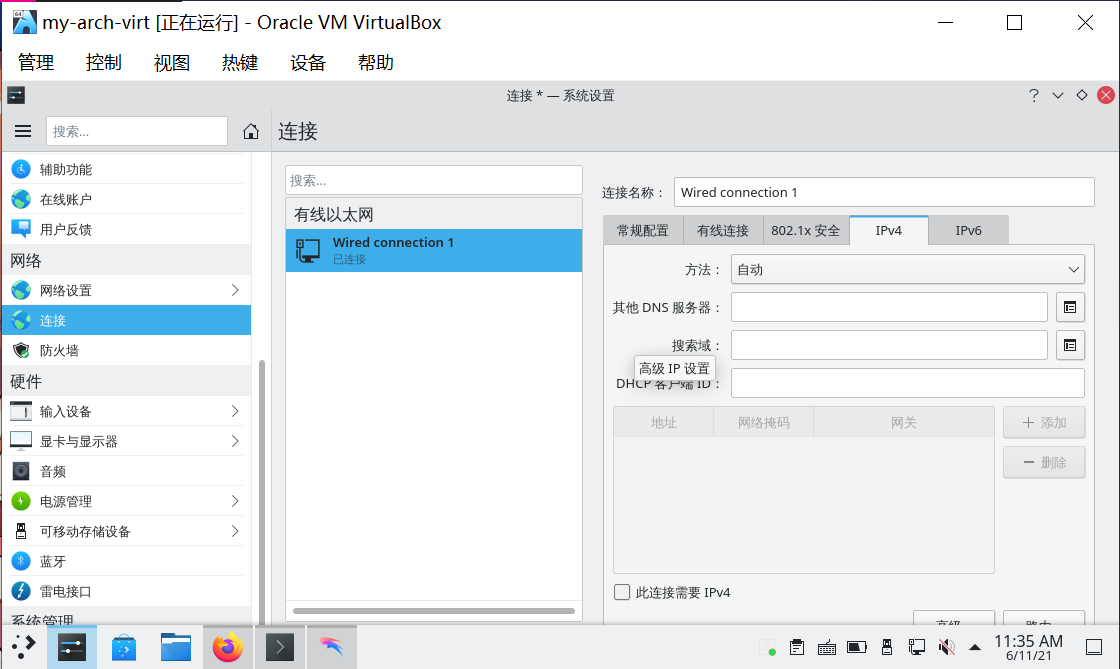 my-arch-virt [正在运行] - Oracle VM VirtualBox
管理 控制 视图 热键 设备 帮助
连接 * — 系统设置
搜索...
连接
辅助功能
在线账户
用户反馈
网络
网络设置
连接
防火墙
硬件
输入设备
显卡与显示器
音频
电源管理
可移动存储设备
蓝牙
雷电接口
系统管理
搜索...
有线以太网
Wired connection 1
已连接
连接名称： Wired connection 1
常规配置 有线连接 802.1x 安全 IPv4 IPv6
方法： 自动
其他 DNS 服务器：
搜索域：
高级 IP 设置
DHCP 客户端 ID：
地址 网络掩码 网关
添加
删除
此连接需要 IPv4
高级... 路由...
11:35 AM
6/11/21